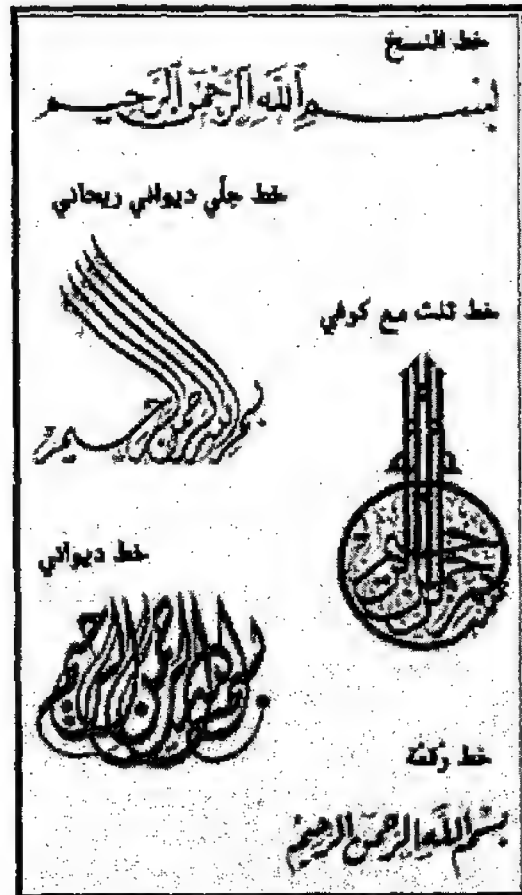 خط النسخ
بسم الله الرحمن الرحيم
خط جلي ديواني ريحاني
خط ثلث مع كوفي
خط ديواني
خط رقعة
بسم الله الرحمن الرحيم